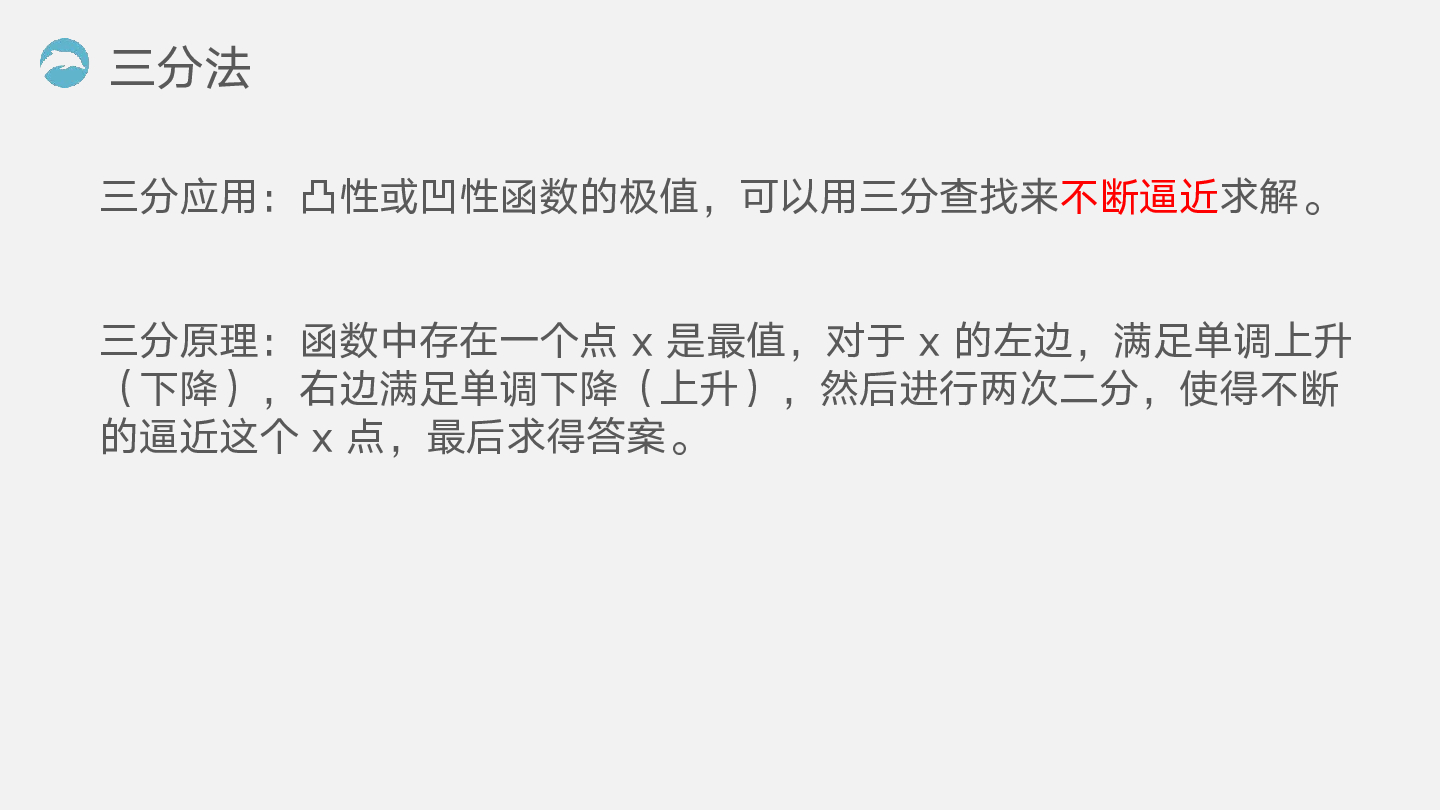 三分法
三分应用：凸性或凹性函数的极值，可以用三分查找来不断逼近求解。
三分原理：函数中存在一个点 x 是最值，对于 x 的左边，满足单调上升
（下降），右边满足单调下降（上升），然后进行两次二分，使得不断
的逼近这个 x 点，最后求得答案。